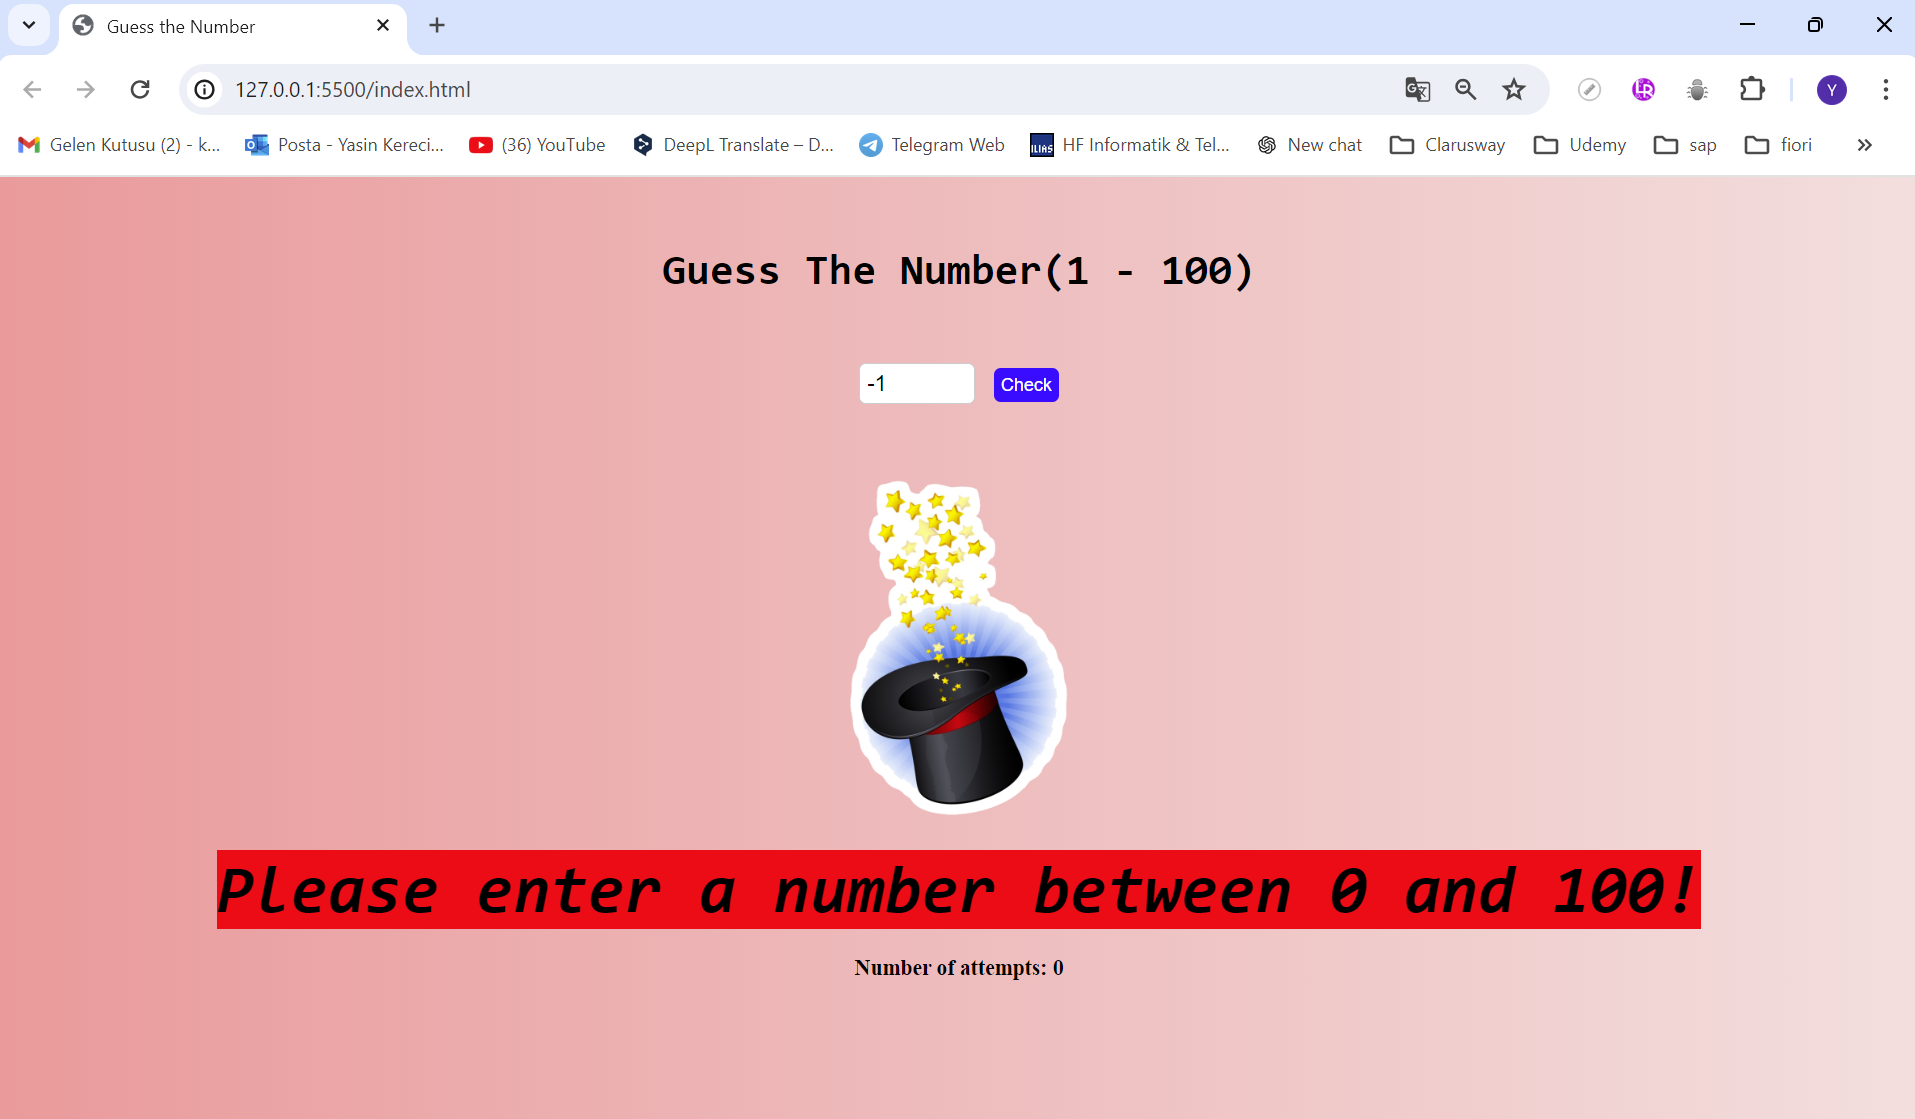 Guess the Number
127.0.0.1:5500/index.html
Gelen Kutusu (2) - k... Posta - Yasin Kereci... (36) YouTube DeepL Translate – D... Telegram Web ILIAS HF Informatik & Tel... New chat Clarusway Udemy sap fiori
Guess The Number(1 - 100)
-1 Check
Please enter a number between 0 and 100!
Number of attempts: 0